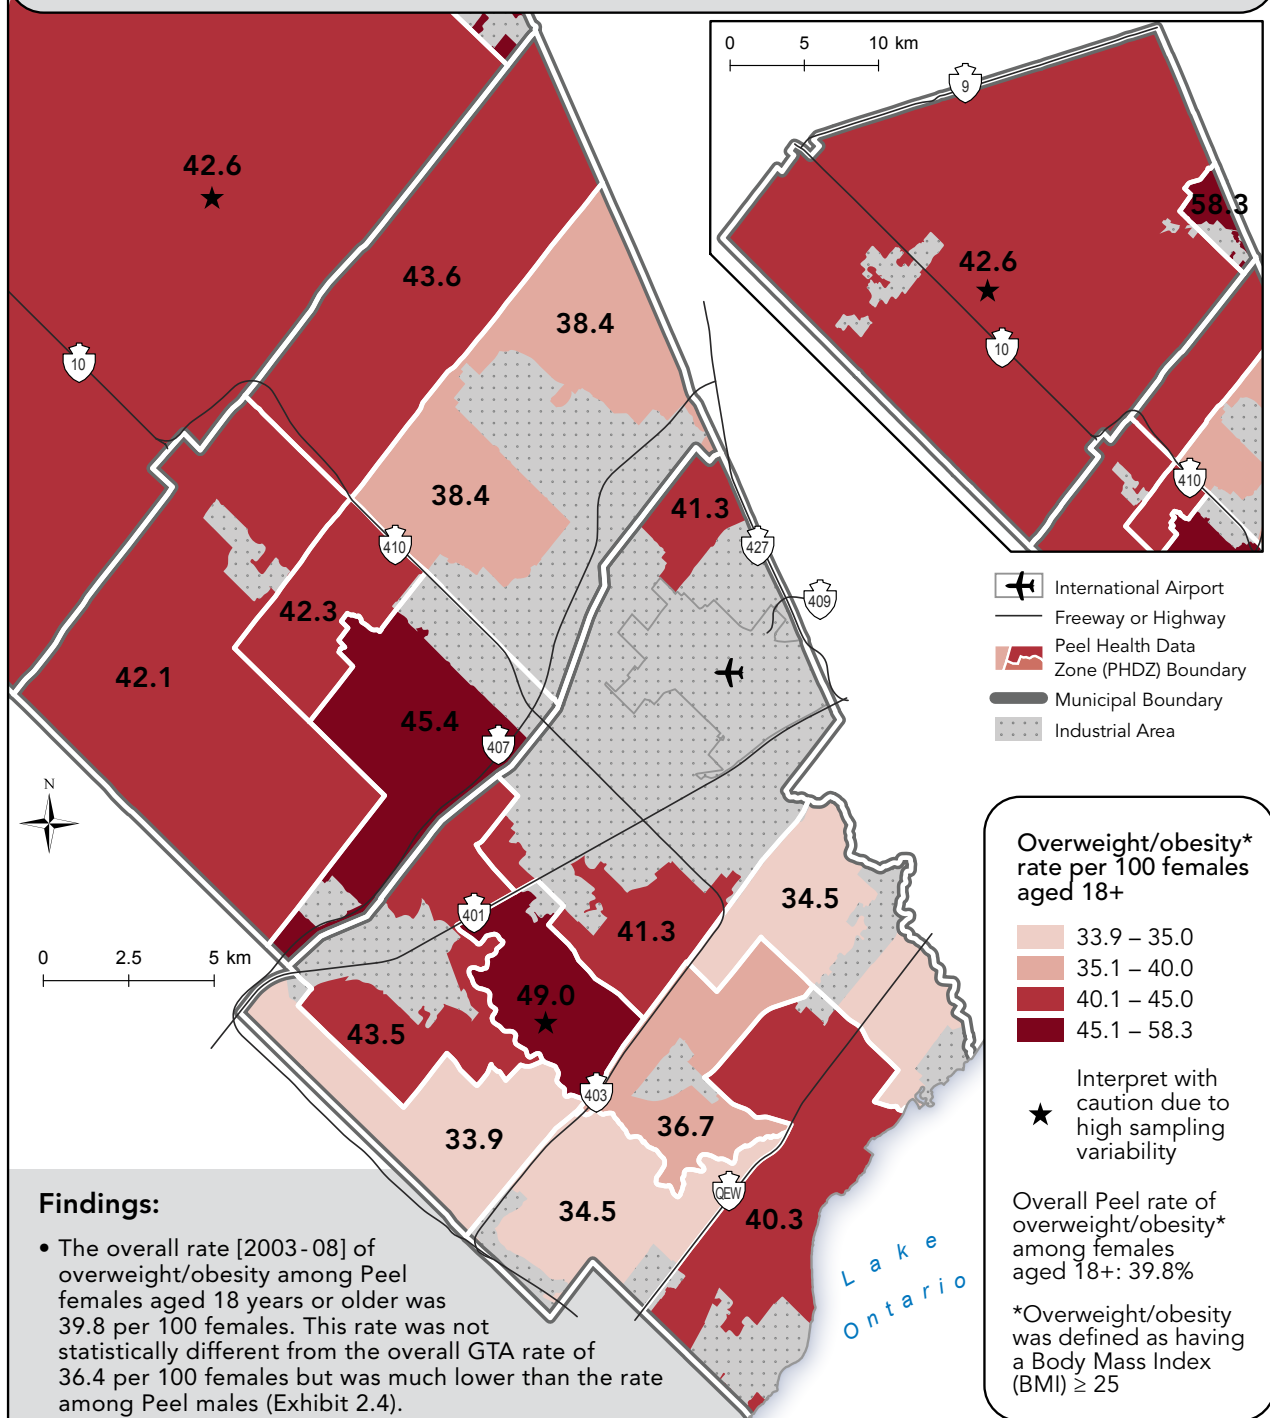 0 5 10 km
9
58.3
42.6
10
410
42.6
43.6
38.4
10
38.4
41.3
410
427
409
42.3
42.1
45.4
407
N
401
34.5
41.3
0 2.5 5 km
49.0
43.5
403
33.9
36.7
QEW
34.5
40.3
Lake
Ontario
International Airport
Freeway or Highway
Peel Health Data
Zone (PHDZ) Boundary
Municipal Boundary
Industrial Area
Overweight/obesity*
rate per 100 females
aged 18+
33.9 – 35.0
35.1 – 40.0
40.1 – 45.0
45.1 – 58.3
Interpret with
caution due to
high sampling
variability
Overall Peel rate of
overweight/obesity*
among females
aged 18+: 39.8%
*Overweight/obesity
was defined as having
a Body Mass Index
(BMI) ≥ 25
Findings:
• The overall rate [2003-08] of
overweight/obesity among Peel
females aged 18 years or older was
39.8 per 100 females. This rate was not
statistically different from the overall GTA rate of
36.4 per 100 females but was much lower than the rate
among Peel males (Exhibit 2.4).